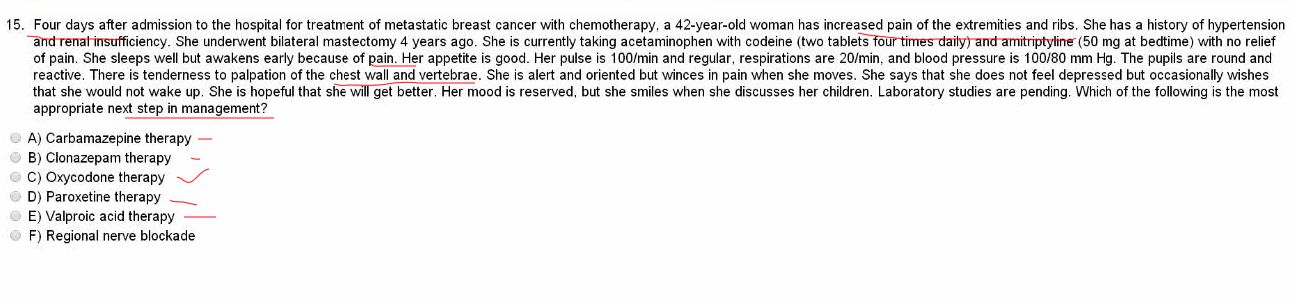 15. Four days after admission to the hospital for treatment of metastatic breast cancer with chemotherapy, a 42-year-old woman has increased pain of the extremities and ribs. She has a history of hypertension
and renal insufficiency. She underwent bilateral mastectomy 4 years ago. She is currently taking acetaminophen with codeine (two tablets four times daily) and amitriptyline (50 mg at bedtime) with no relief
of pain. She sleeps well but awakens early because of pain. Her appetite is good. Her pulse is 100/min and regular, respirations are 20/min, and blood pressure is 100/80 mm Hg. The pupils are round and
reactive. There is tenderness to palpation of the chest wall and vertebrae. She is alert and oriented but winces in pain when she moves. She says that she does not feel depressed but occasionally wishes
that she would not wake up. She is hopeful that she will get better. Her mood is reserved, but she smiles when she discusses her children. Laboratory studies are pending. Which of the following is the most
appropriate next step in management?
A) Carbamazepine therapy
B) Clonazepam therapy
C) Oxycodone therapy
D) Paroxetine therapy
E) Valproic acid therapy
F) Regional nerve blockade